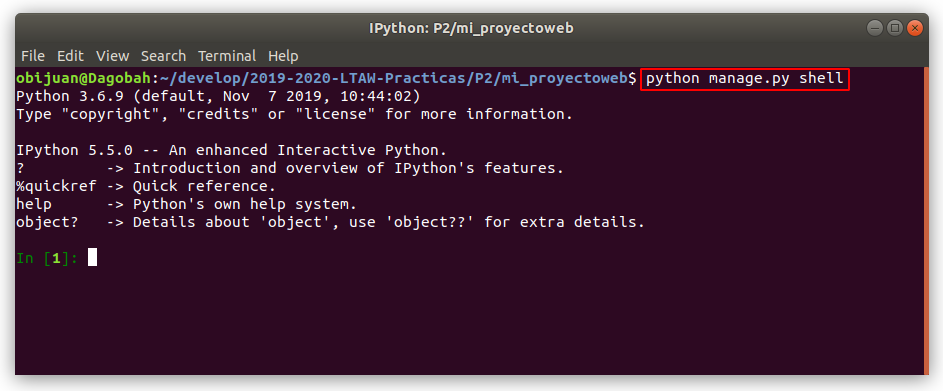 IPython: P2/mi_proyectoweb
File Edit View Search Terminal Help
obijuan@Dagobah:~/develop/2019-2020-LTAW-Practicas/P2/mi_proyectoweb$ python manage.py shell
Python 3.6.9 (default, Nov  7 2019, 10:44:02)
Type "copyright", "credits" or "license" for more information.
IPython 5.5.0 -- An enhanced Interactive Python.
?         -> Introduction and overview of IPython's features.
%quickref -> Quick reference.
help      -> Python's own help system.
object?   -> Details about 'object', use 'object??' for extra details.
In [1]: